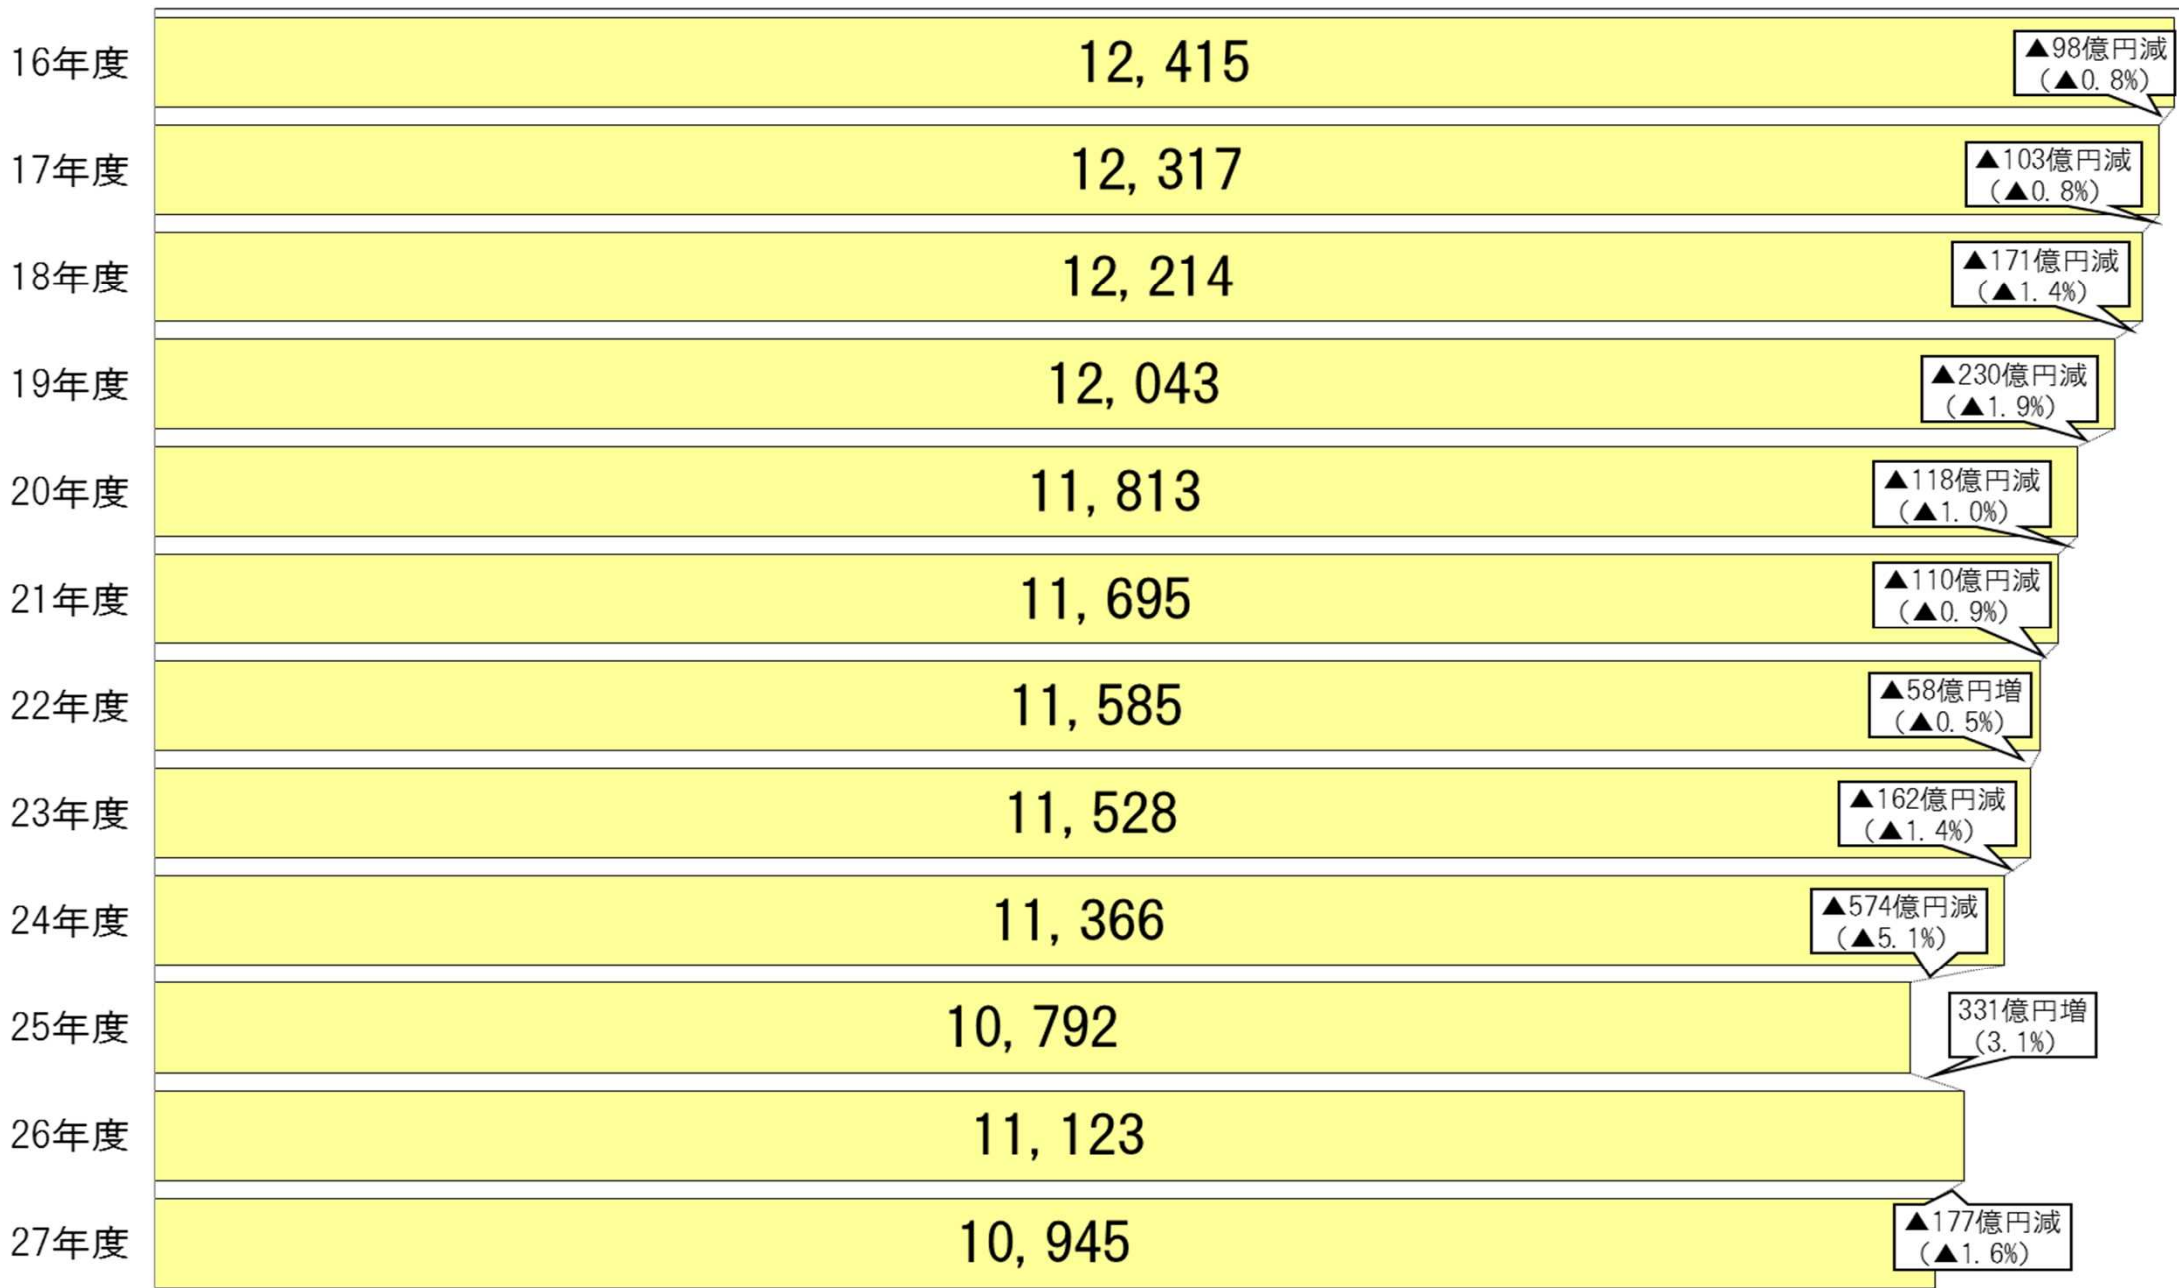 16年度
12, 415
▲98億円減
(▲0. 8%)
17年度
12, 317
▲103億円減
(▲0. 8%)
18年度
12, 214
▲171億円減
(▲1. 4%)
19年度
12, 043
▲230億円減
(▲1. 9%)
20年度
11, 813
▲118億円減
(▲1. 0%)
21年度
11, 695
▲110億円減
(▲0. 9%)
22年度
11, 585
▲58億円増
(▲0. 5%)
23年度
11, 528
▲162億円減
(▲1. 4%)
24年度
11, 366
▲574億円減
(▲5. 1%)
25年度
10, 792
331億円増
(3. 1%)
26年度
11, 123
27年度
10, 945
▲177億円減
(▲1. 6%)